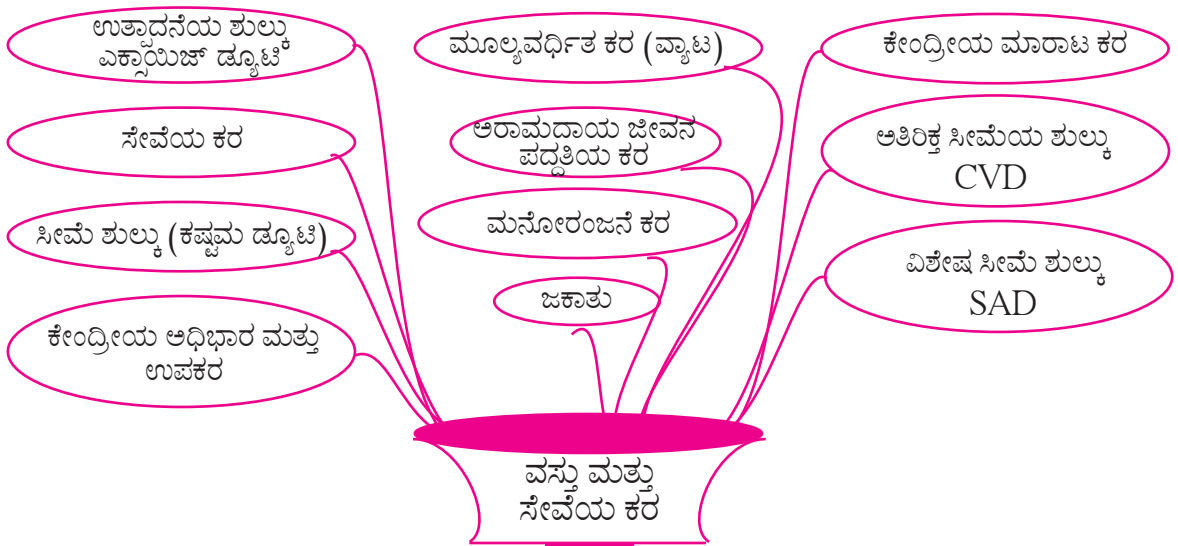 ಉತ್ಪಾದನೆಯ ಶುಲ್ಕು
ಎಕ್ಸಾಯಿಜ್ ಡ್ಯೂಟಿ
ಸೇವೆಯ ಕರ
ಸೀಮೆ ಶುಲ್ಕು (ಕಷ್ಟಮ ಡ್ಯೂಟಿ)
ಕೇಂದ್ರೀಯ ಅಧಿಭಾರ ಮತ್ತು
ಉಪಕರ
ಮೂಲ್ಯವರ್ಧಿತ ಕರ (ವ್ಯಾಟ)
ಅರಾಮದಾಯ ಜೀವನ
ಪದ್ಧತಿಯ ಕರ
ಮನೋರಂಜನೆ ಕರ
ಜಕಾತು
ಕೇಂದ್ರೀಯ ಮಾರಾಟ ಕರ
ಅತಿರಿಕ್ತ ಸೀಮೆಯ ಶುಲ್ಕು
CVD
ವಿಶೇಷ ಸೀಮೆ ಶುಲ್ಕು
SAD
ವಸ್ತು ಮತ್ತು
ಸೇವೆಯ ಕರ